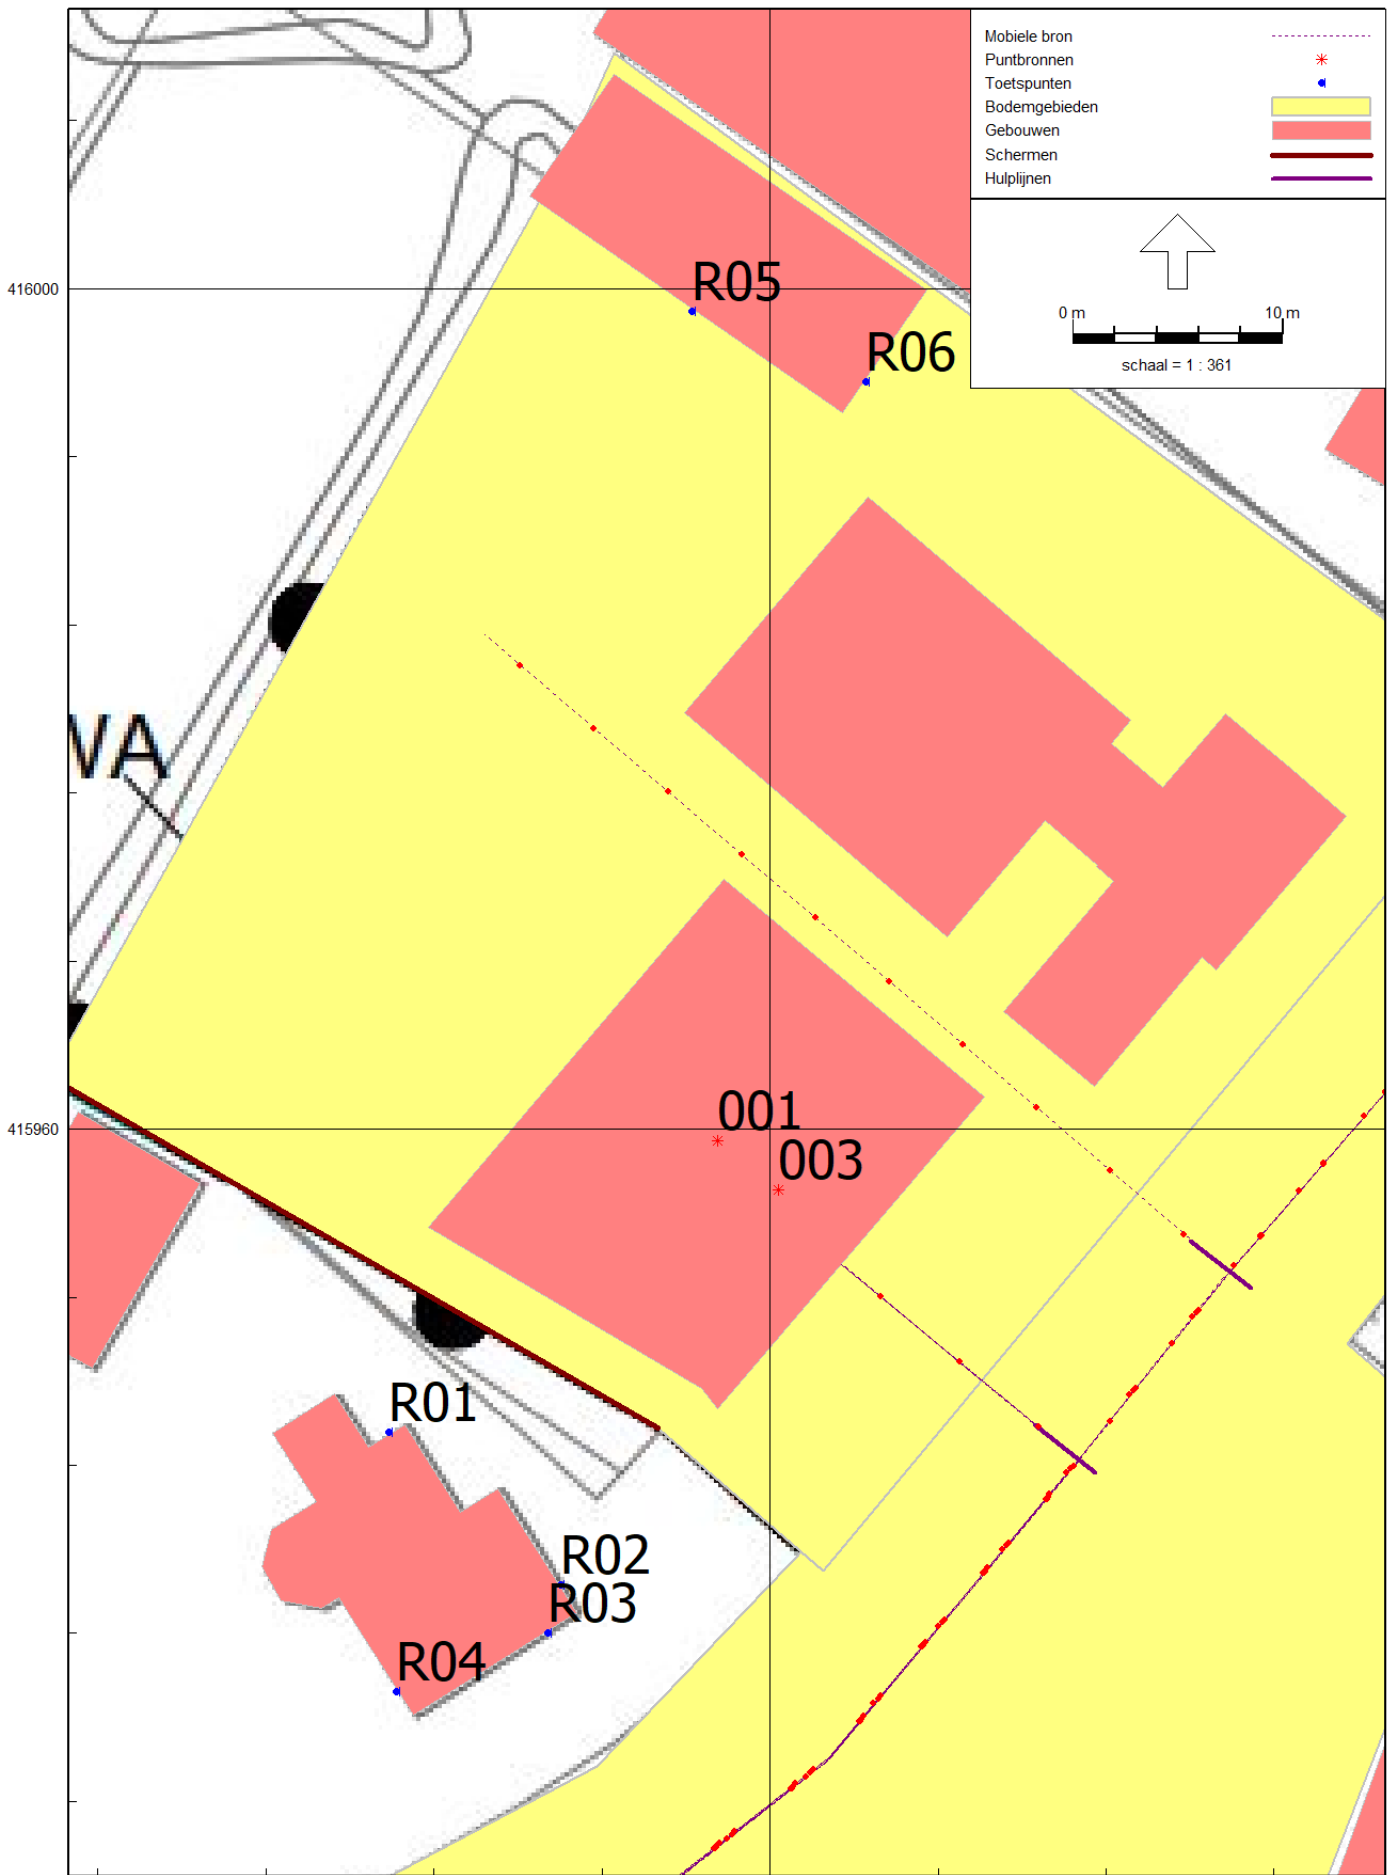 Mobiele bron
Puntbronnen
Toetspunten
Bodemgebieden
Gebouwen
Schermen
Hulplijnen
0 m 10 m
schaal = 1 : 361
416000
R05
R06
VA
001
415960
003
R01
R02
R03
R04